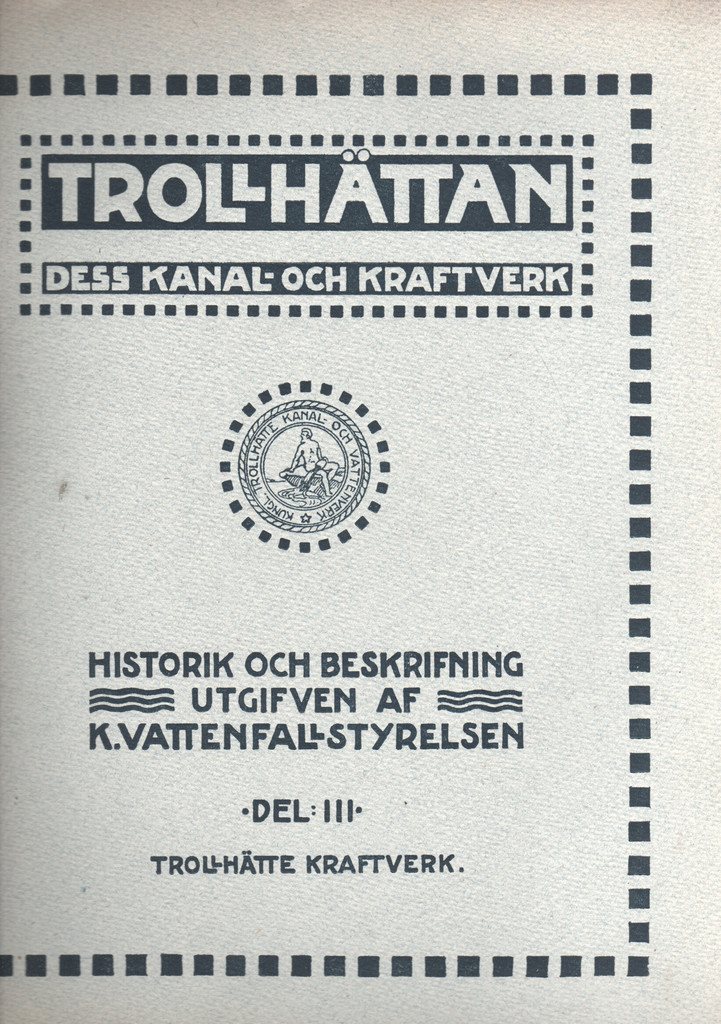 TROLLHÄTTAN
DESS KANAL- OCH KRAFTVERK
KUNGL. TROLLHÄTTE KANAL- OCH VATTENVERK
HISTORIK OCH BESKRIFNING
UTGIFVEN AF
K. VATTENFALLSTYRELSEN
·DEL: III·
TROLLHÄTTE KRAFTVERK.